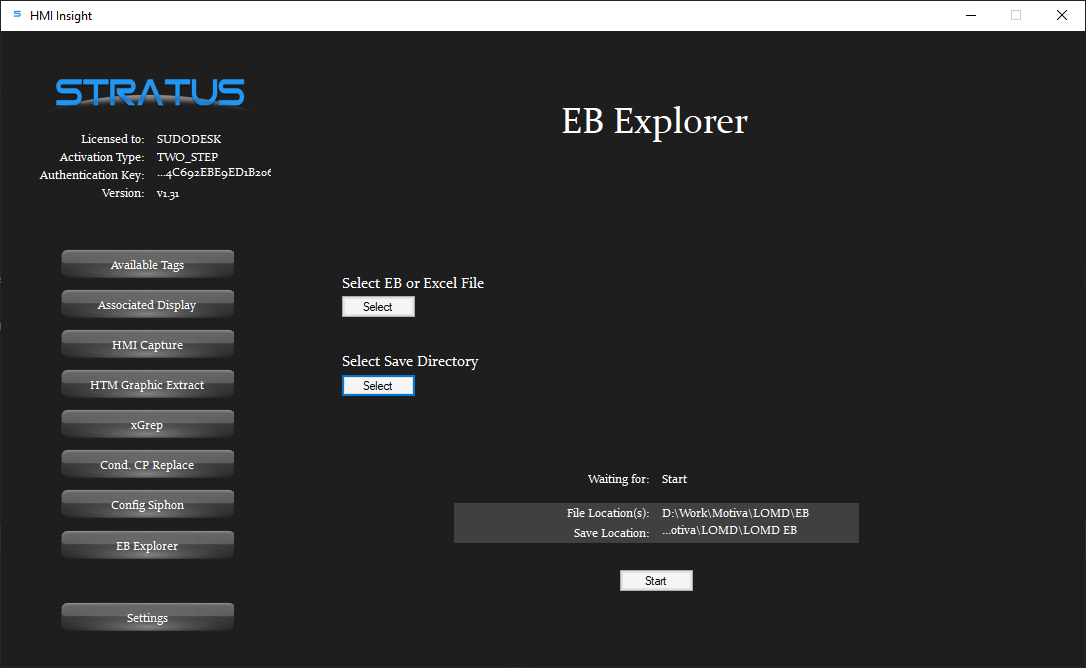 HMI Insight
STRATUS
Licensed to: SUDODESK
Activation Type: TWO_STEP
Authentication Key: ...4C692EBE9ED1B206
Version: v1.31
Available Tags
Associated Display
HMI Capture
HTM Graphic Extract
xGrep
Cond. CP Replace
Config Siphon
EB Explorer
Settings
EB Explorer
Select EB or Excel File
Select
Select Save Directory
Select
Waiting for: Start
File Location(s): D:\Work\Motiva\LOMD\EB
Save Location: ...otiva\LOMD\LOMD EB
Start